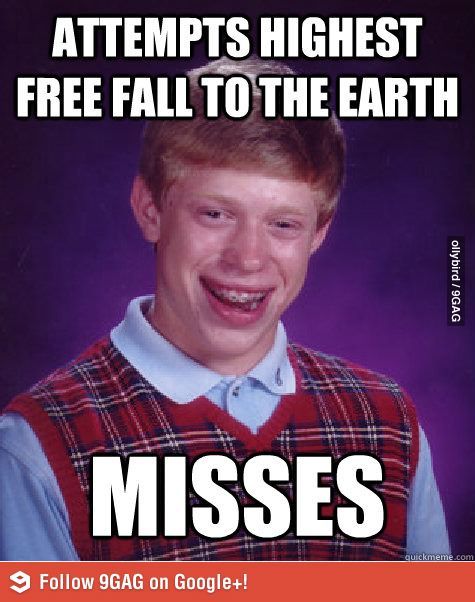 ATTEMPTS HIGHEST
FREE FALL TO THE EARTH
ollybird / 9GAG
MISSES
quickmeme.com
Follow 9GAG on Google+!